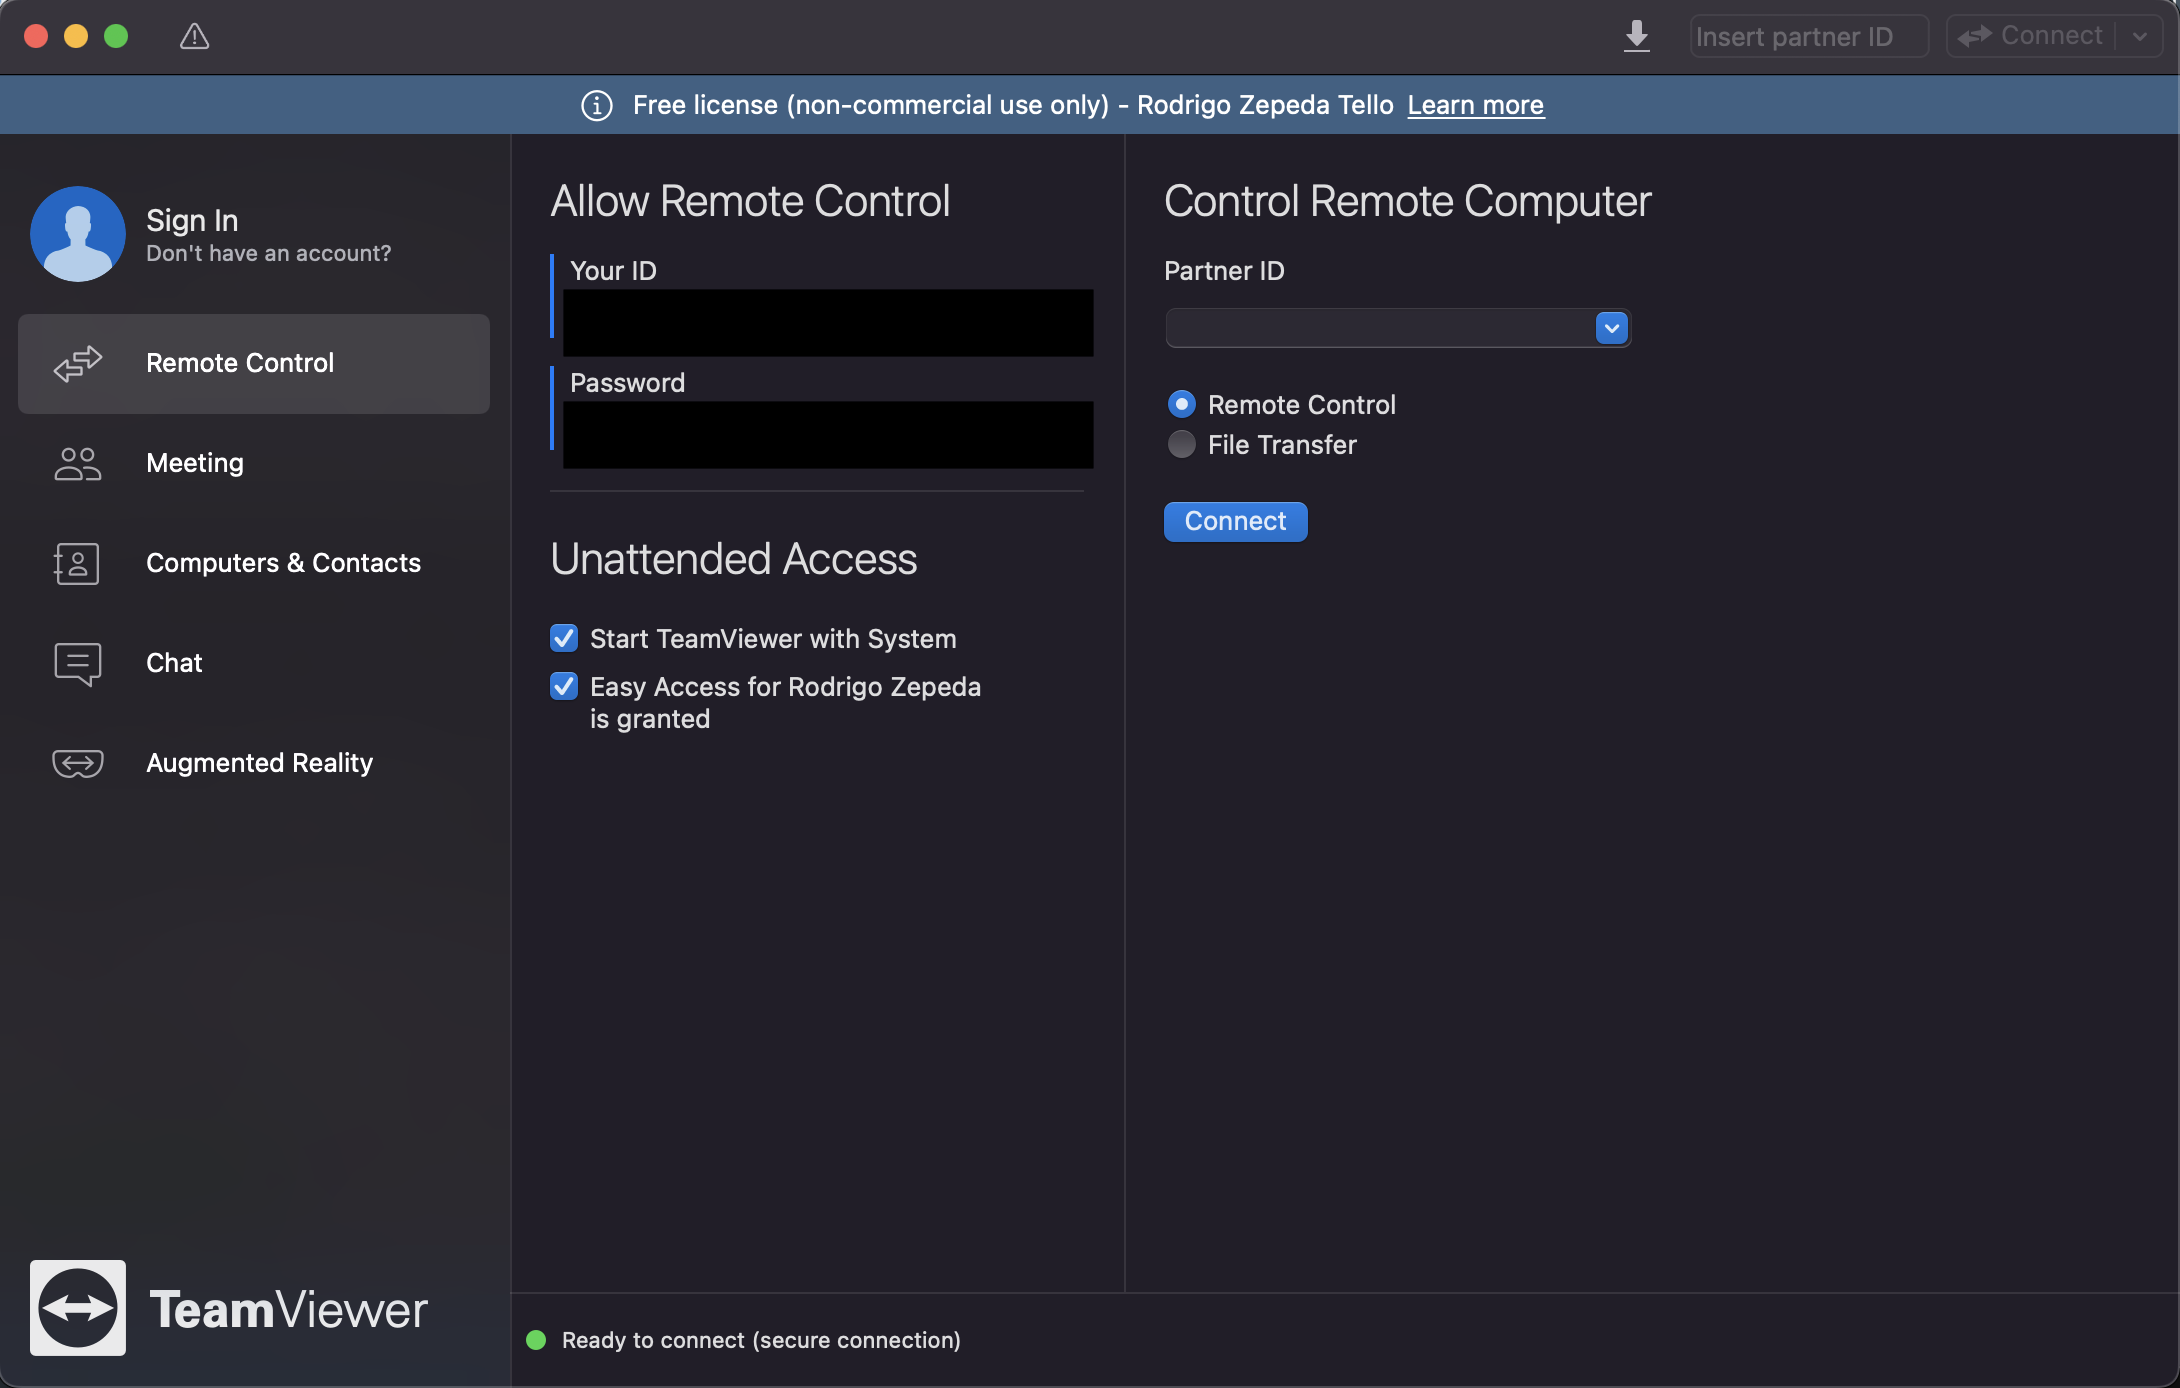 Insert partner ID
Connect
Free license (non-commercial use only) - Rodrigo Zepeda Tello Learn more
Sign In
Don't have an account?
Remote Control
Meeting
Computers & Contacts
Chat
Augmented Reality
TeamViewer
Allow Remote Control
Your ID
Password
Unattended Access
Start TeamViewer with System
Easy Access for Rodrigo Zepeda
is granted
Control Remote Computer
Partner ID
Remote Control
File Transfer
Connect
Ready to connect (secure connection)